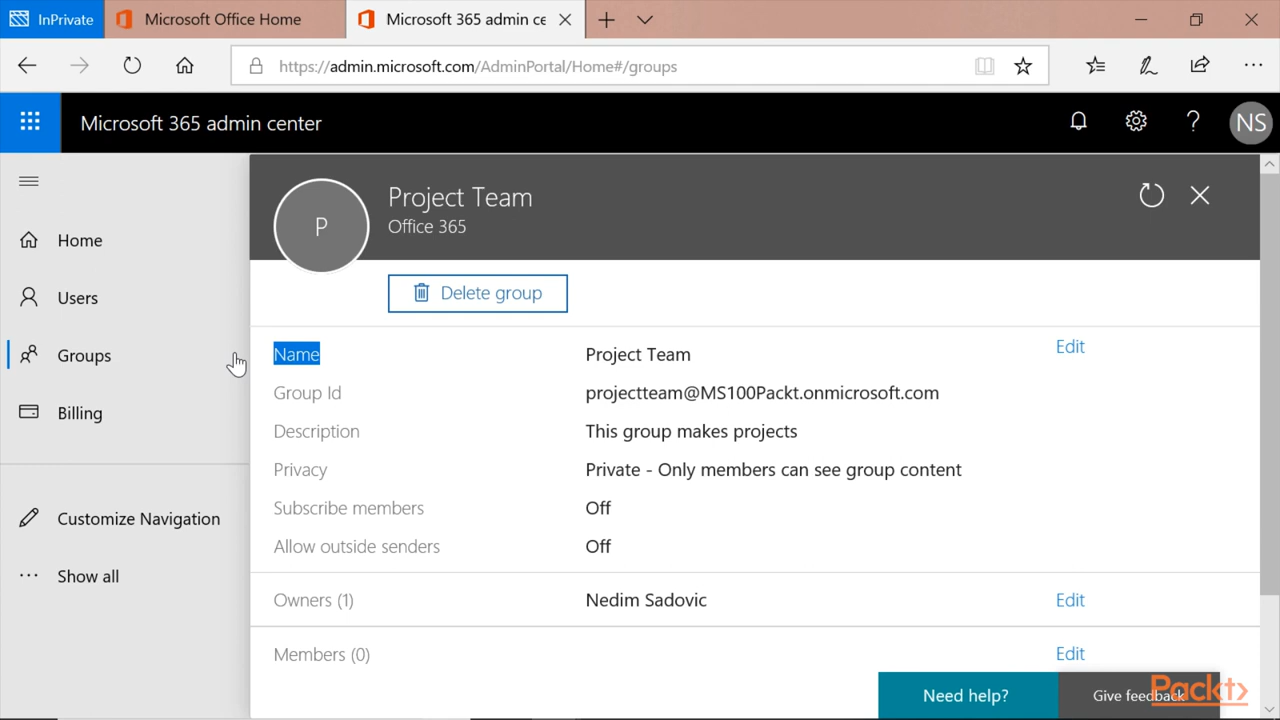 InPrivate Microsoft Office Home Microsoft 365 admin ce
https://admin.microsoft.com/AdminPortal/Home#/groups
Microsoft 365 admin center NS
P Project Team
Office 365
Delete group
Home
Users
Groups
Billing
Customize Navigation
Show all
Name Project Team Edit
Group Id projectteam@MS100Packt.onmicrosoft.com
Description This group makes projects
Privacy Private - Only members can see group content
Subscribe members Off
Allow outside senders Off
Owners (1) Nedim Sadovic Edit
Members (0) Edit
Need help? Give feedback
Packt